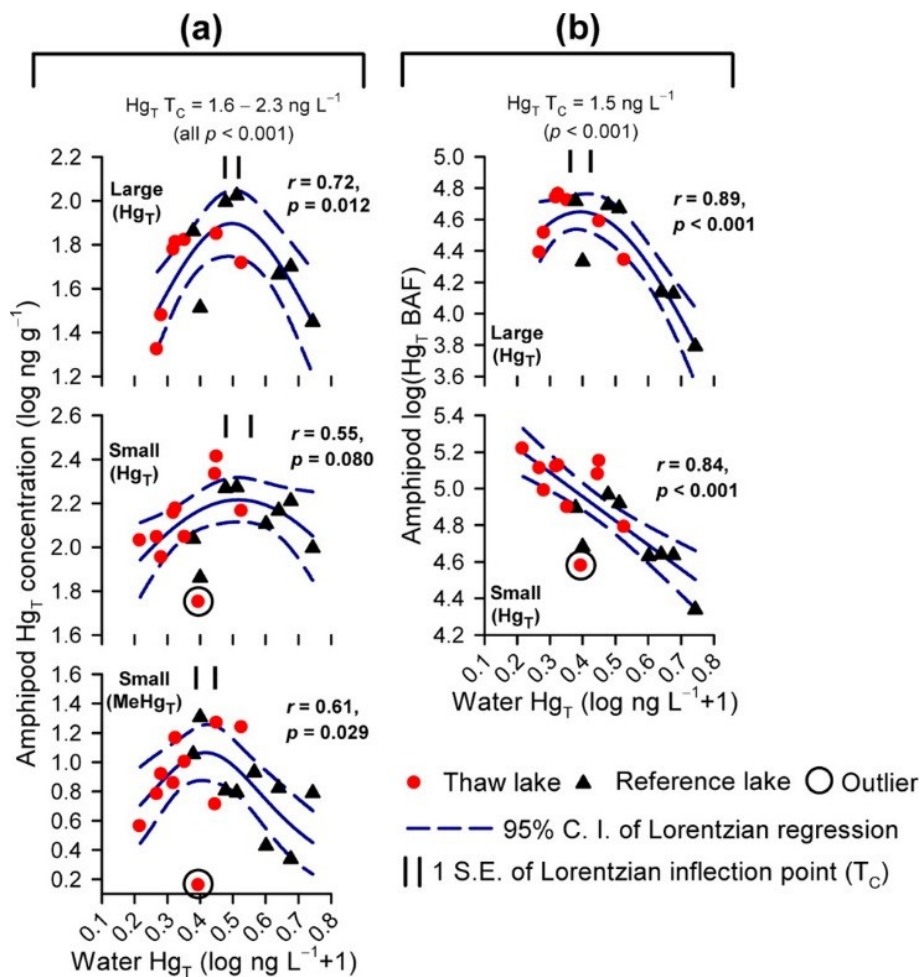 (a)
Hg_T T_C = 1.6 – 2.3 ng L⁻¹
(all p < 0.001)
Amphipod Hg_T concentration (log ng g⁻¹)
2.2
2.0
1.8
1.6
1.4
1.2
Large
(Hg_T)
r = 0.72,
p = 0.012
2.6
2.4
2.2
2.0
1.8
1.6
Small
(Hg_T)
r = 0.55,
p = 0.080
1.6
1.4
1.2
1.0
0.8
0.6
0.4
0.2
Small
(MeHg_T)
r = 0.61,
p = 0.029
0.1 0.2 0.3 0.4 0.5 0.6 0.7 0.8
Water Hg_T (log ng L⁻¹+1)
(b)
Hg_T T_C = 1.5 ng L⁻¹
(p < 0.001)
Amphipod log(Hg_T BAF)
5.0
4.8
4.6
4.4
4.2
4.0
3.8
3.6
r = 0.89,
p < 0.001
Large
(Hg_T)
5.4
5.2
5.0
4.8
4.6
4.4
4.2
r = 0.84,
p < 0.001
Small
(Hg_T)
0.1 0.2 0.3 0.4 0.5 0.6 0.7 0.8
Water Hg_T (log ng L⁻¹+1)
Thaw lake Reference lake Outlier
95% C. I. of Lorentzian regression
1 S.E. of Lorentzian inflection point (T_C)